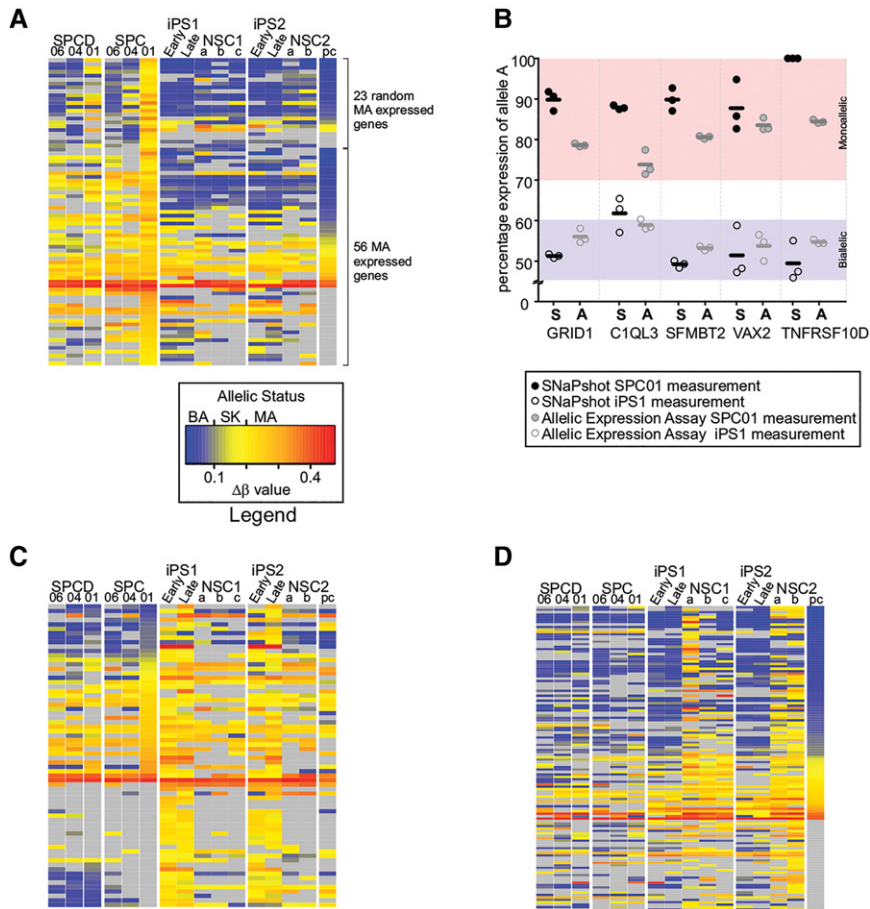 A
SPCD SPC iPS1 iPS2
06 04 01 06 04 01 Early Late NSC1 a b c Early Late NSC2 a b pc
23 random
MA expressed
genes
56 MA
expressed
genes
Allelic Status
BA SK MA
0.1 0.4
Δβ value
Legend
B
percentage expression of allele A
100
90
80
70
60
50
0
Monoallelic
Biallelic
S A S A S A S A S A
GRID1 C1QL3 SFMBT2 VAX2 TNFRSF10D
SNaPshot SPC01 measurement
SNaPshot iPS1 measurement
Allelic Expression Assay SPC01 measurement
Allelic Expression Assay iPS1 measurement
C
SPCD SPC iPS1 iPS2
06 04 01 06 04 01 Early Late NSC1 a b c Early Late NSC2 a b pc
D
SPCD SPC iPS1 iPS2
06 04 01 06 04 01 Early Late NSC1 a b c Early Late NSC2 a b pc